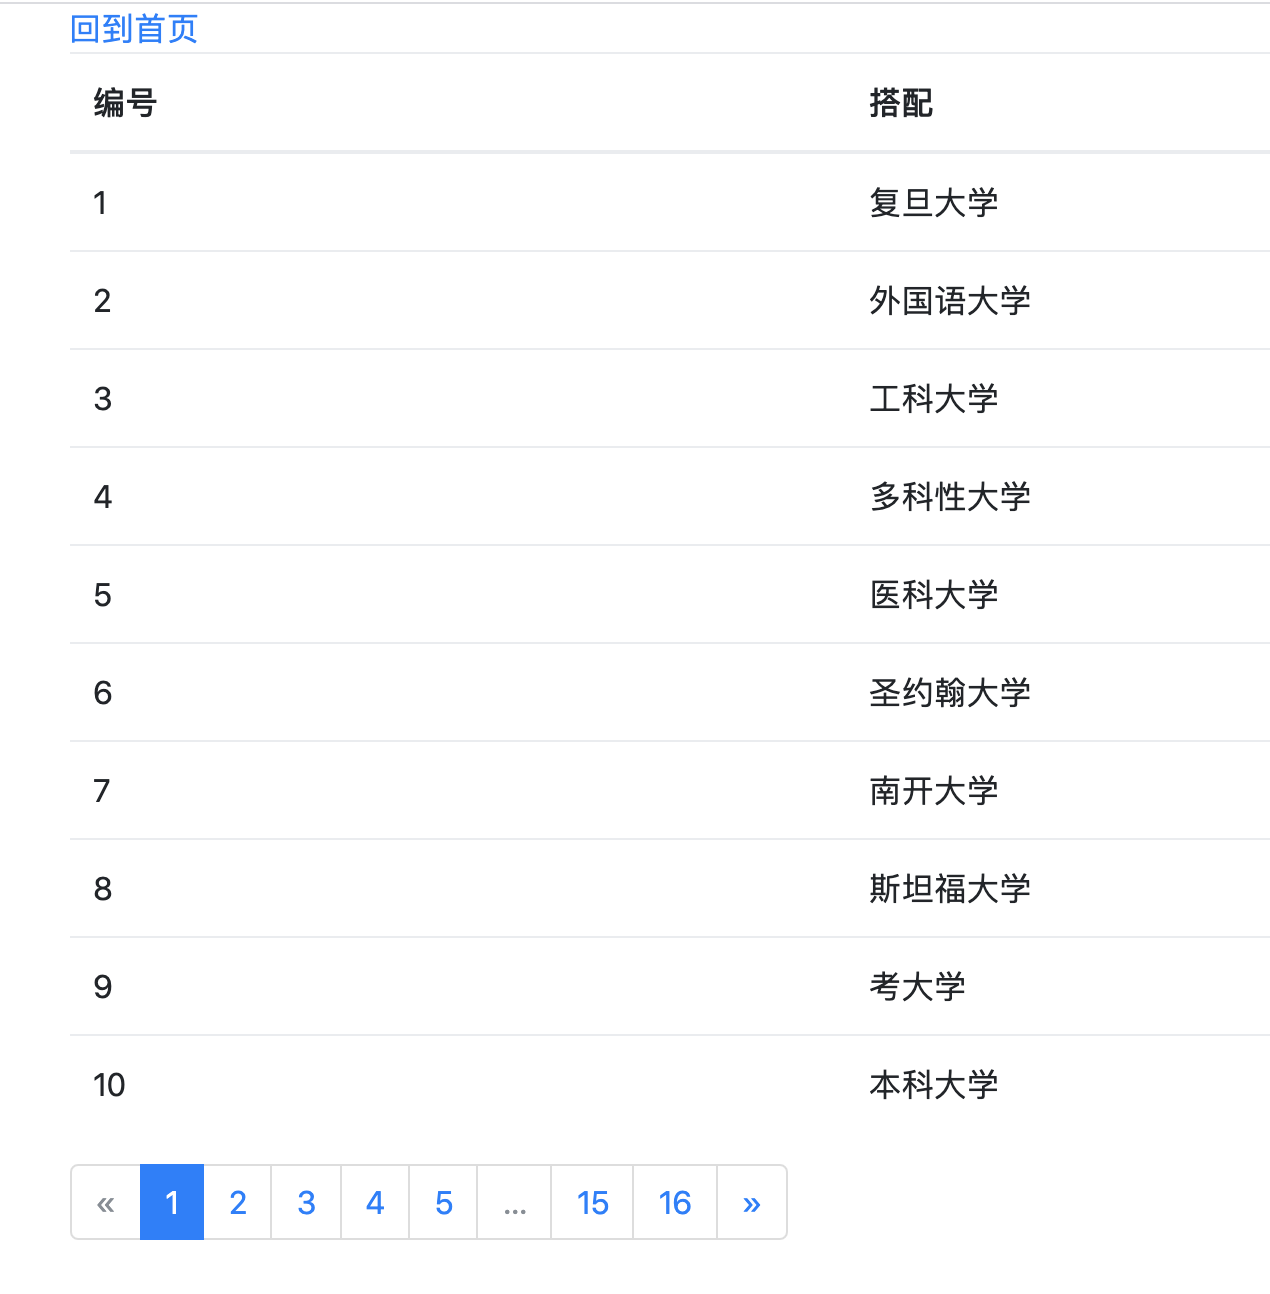 回到首页
编号 搭配
1 复旦大学
2 外国语大学
3 工科大学
4 多科性大学
5 医科大学
6 圣约翰大学
7 南开大学
8 斯坦福大学
9 考大学
10 本科大学
« 1 2 3 4 5 ... 15 16 »